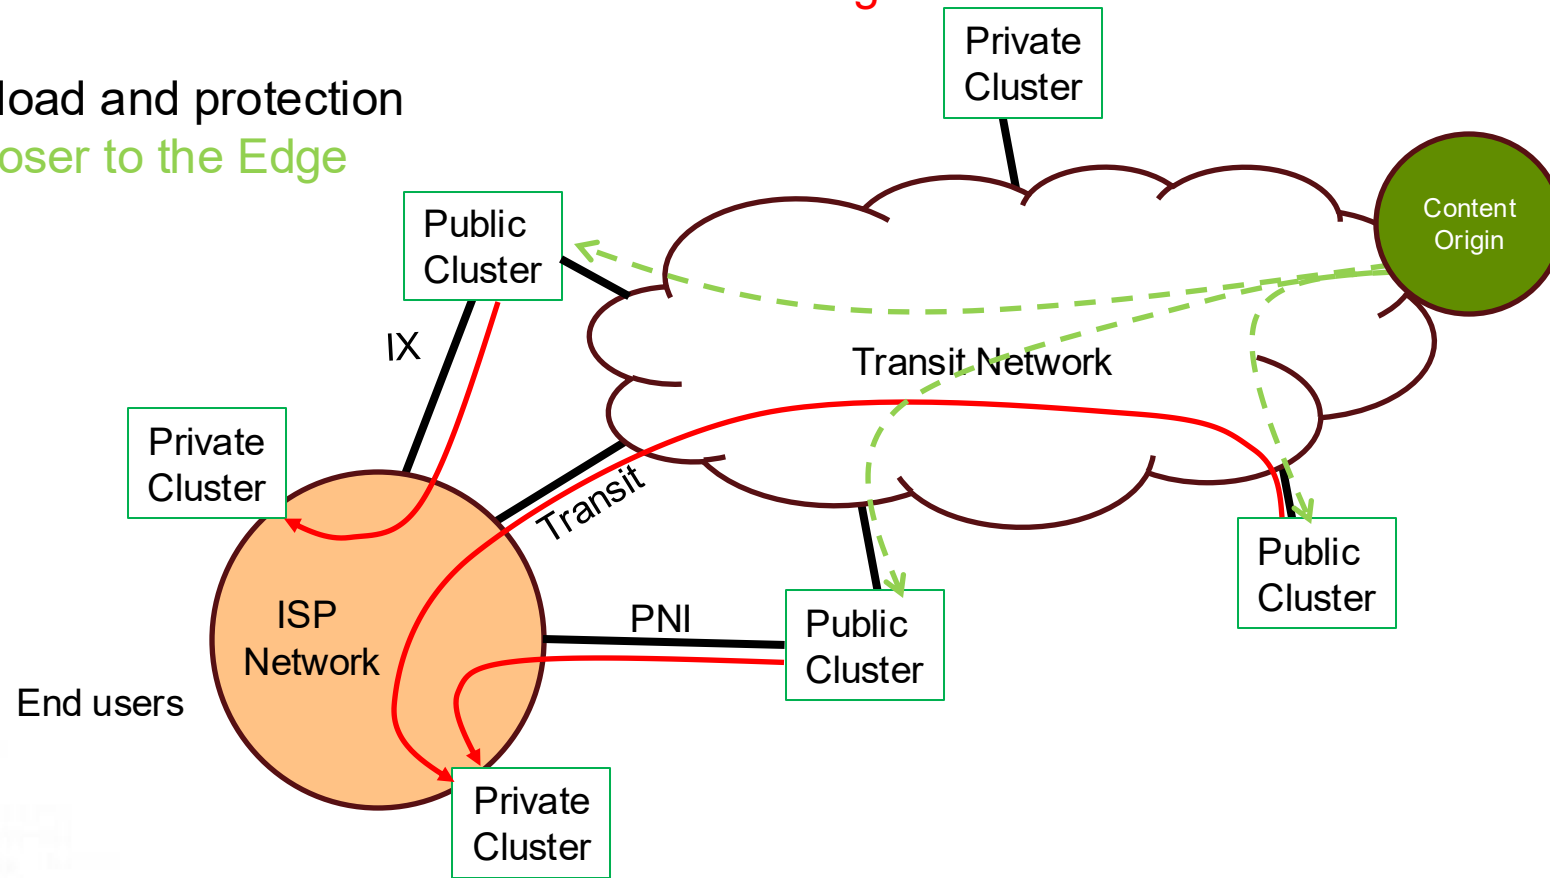 g
Private
Cluster
load and protection
oser to the Edge
Content
Origin
Public
Cluster
IX
Transit Network
Private
Cluster
Transit
Public
Cluster
ISP
Network
PNI
Public
Cluster
End users
Private
Cluster